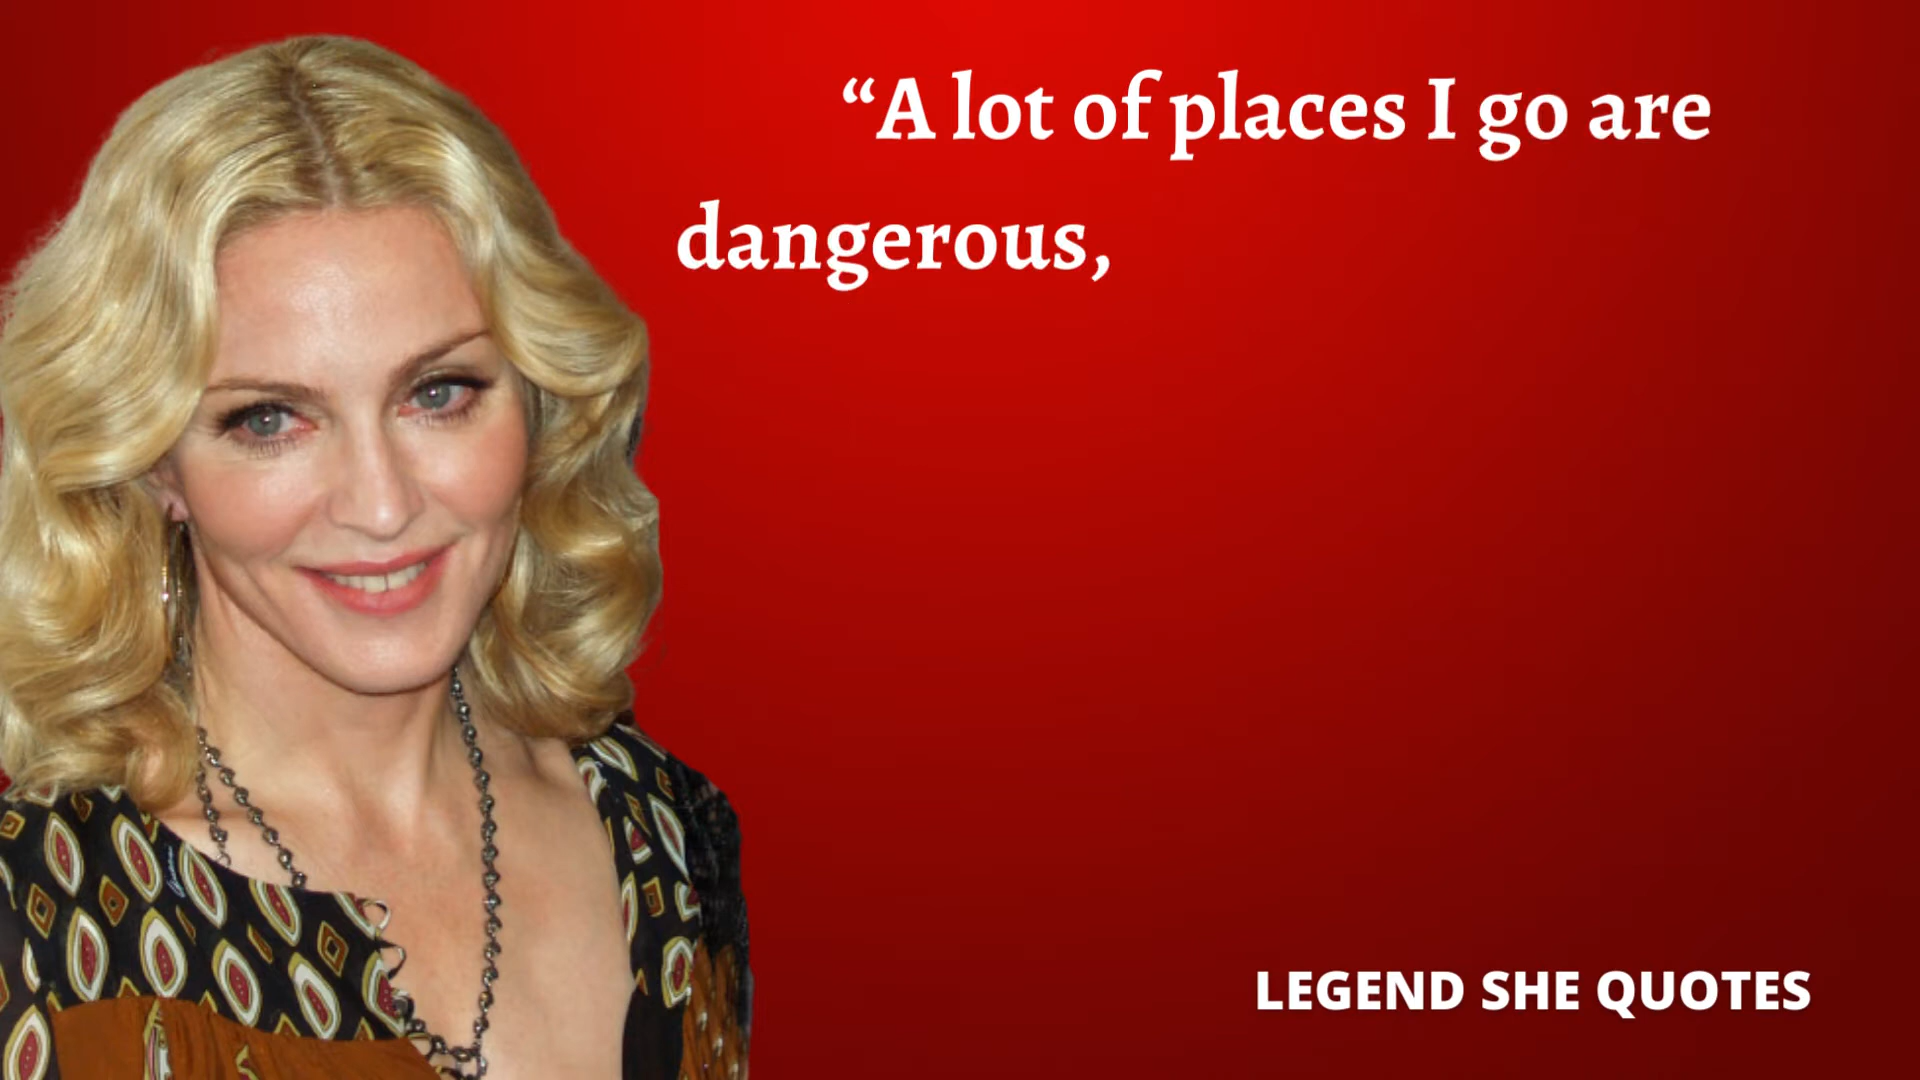 “A lot of places I go are
dangerous,
LEGEND SHE QUOTES